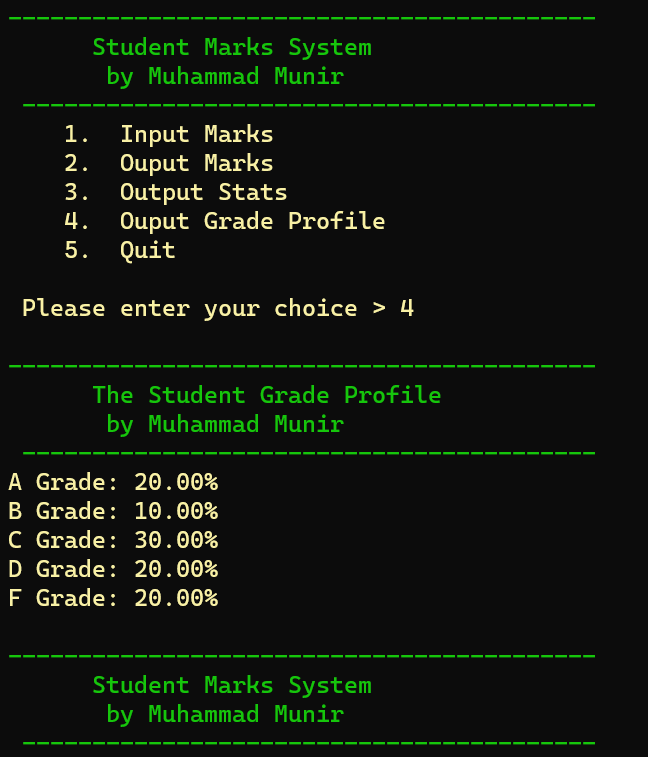 -----------------------------------------
Student Marks System
by Muhammad Munir
-----------------------------------------
1. Input Marks
2. Ouput Marks
3. Output Stats
4. Ouput Grade Profile
5. Quit
Please enter your choice > 4
-----------------------------------------
The Student Grade Profile
by Muhammad Munir
-----------------------------------------
A Grade: 20.00%
B Grade: 10.00%
C Grade: 30.00%
D Grade: 20.00%
F Grade: 20.00%
-----------------------------------------
Student Marks System
by Muhammad Munir
-----------------------------------------